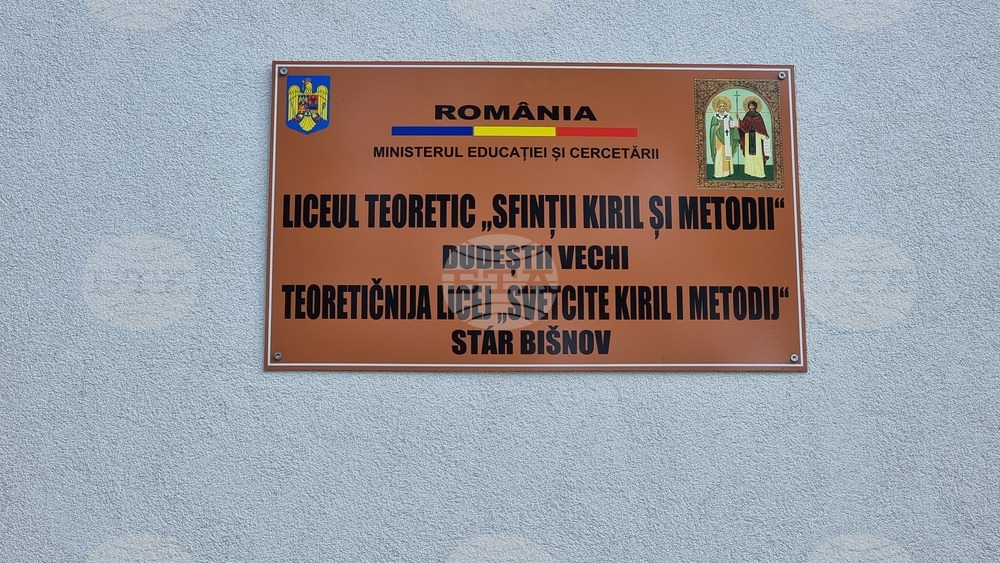 ROMÂNIA
MINISTERUL EDUCAȚIEI ȘI CERCETĂRII
LICEUL TEORETIC „SFINȚII KIRIL ȘI METODII“
DUDEȘTII VECHI
TEORETIČNIJA LICEJ „SVETCITE KIRIL I METODIJ“
STÁR BIŠNOV